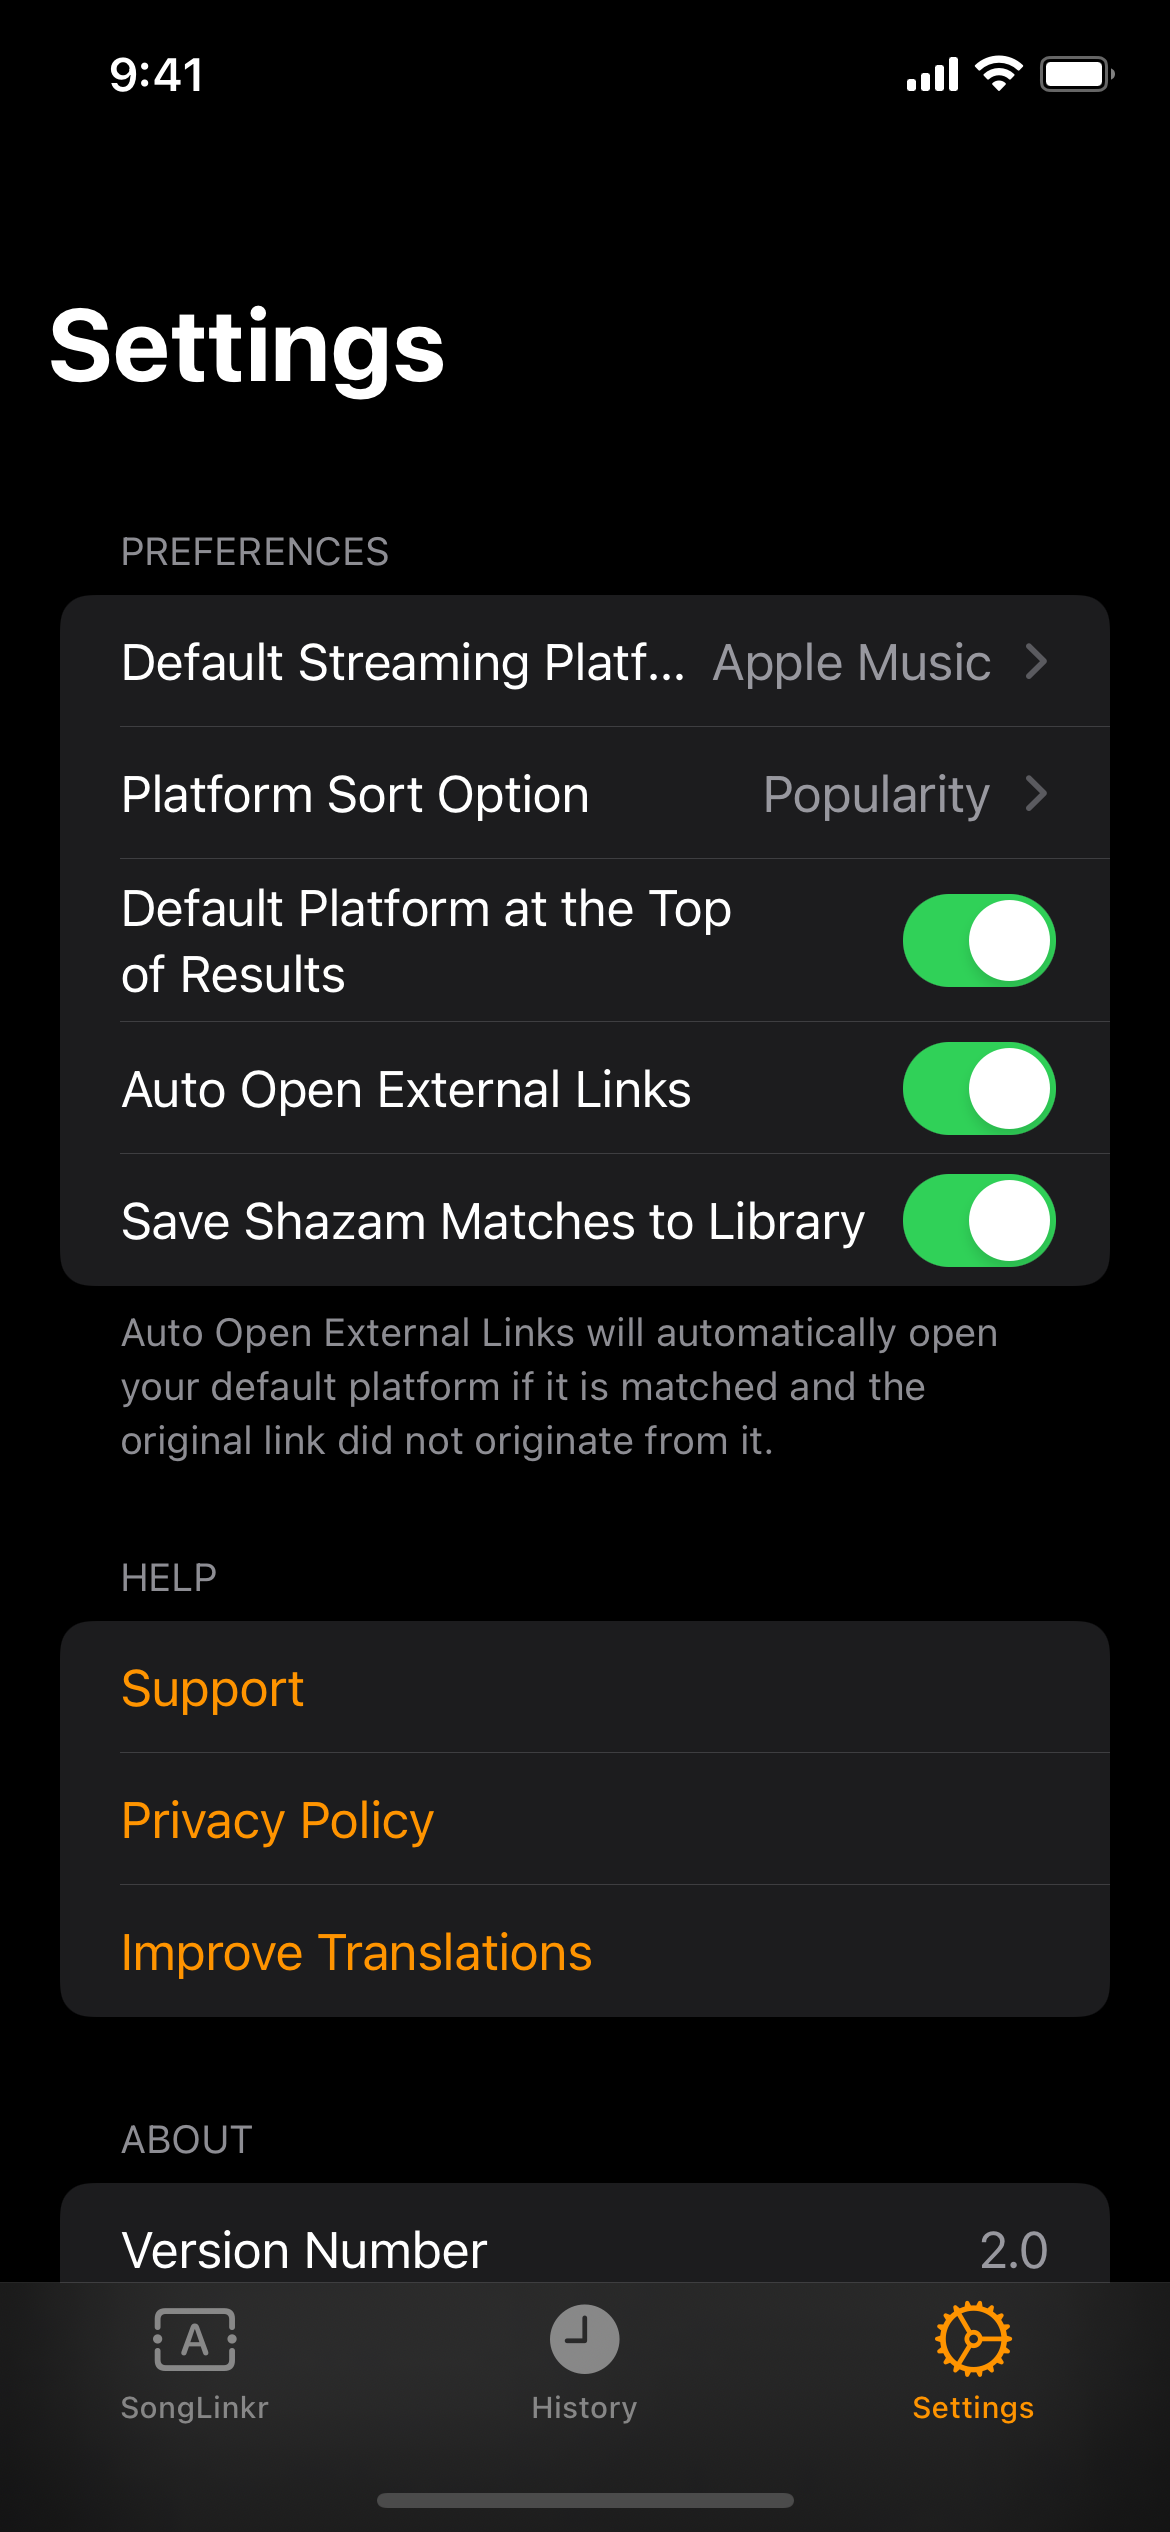 9:41
Settings
PREFERENCES
Default Streaming Platf... Apple Music
Platform Sort Option Popularity
Default Platform at the Top
of Results
Auto Open External Links
Save Shazam Matches to Library
Auto Open External Links will automatically open
your default platform if it is matched and the
original link did not originate from it.
HELP
Support
Privacy Policy
Improve Translations
ABOUT
Version Number 2.0
A
SongLinkr History Settings